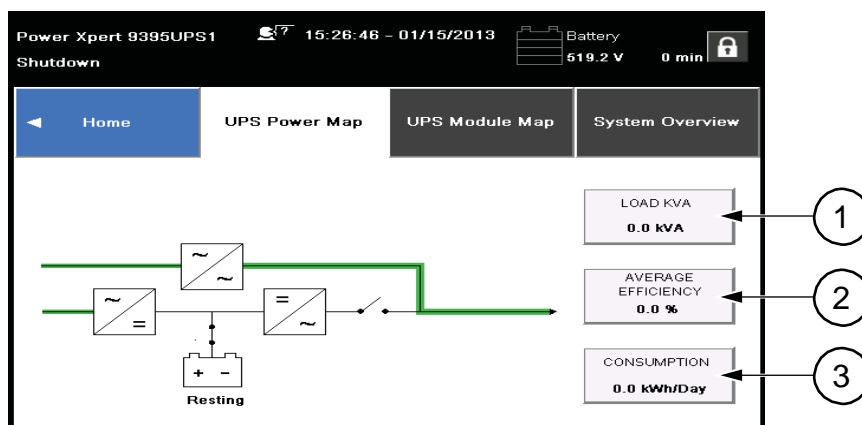 Power Xpert 9395UPS1
15:26:46 - 01/15/2013
Battery
Shutdown
519.2 V 0 min
Home
UPS Power Map
UPS Module Map
System Overview
LOAD KVA
0.0 kVA
1
AVERAGE
EFFICIENCY
0.0 %
2
CONSUMPTION
0.0 kWh/Day
3
~
~
~
=
=
~
+ -
Resting